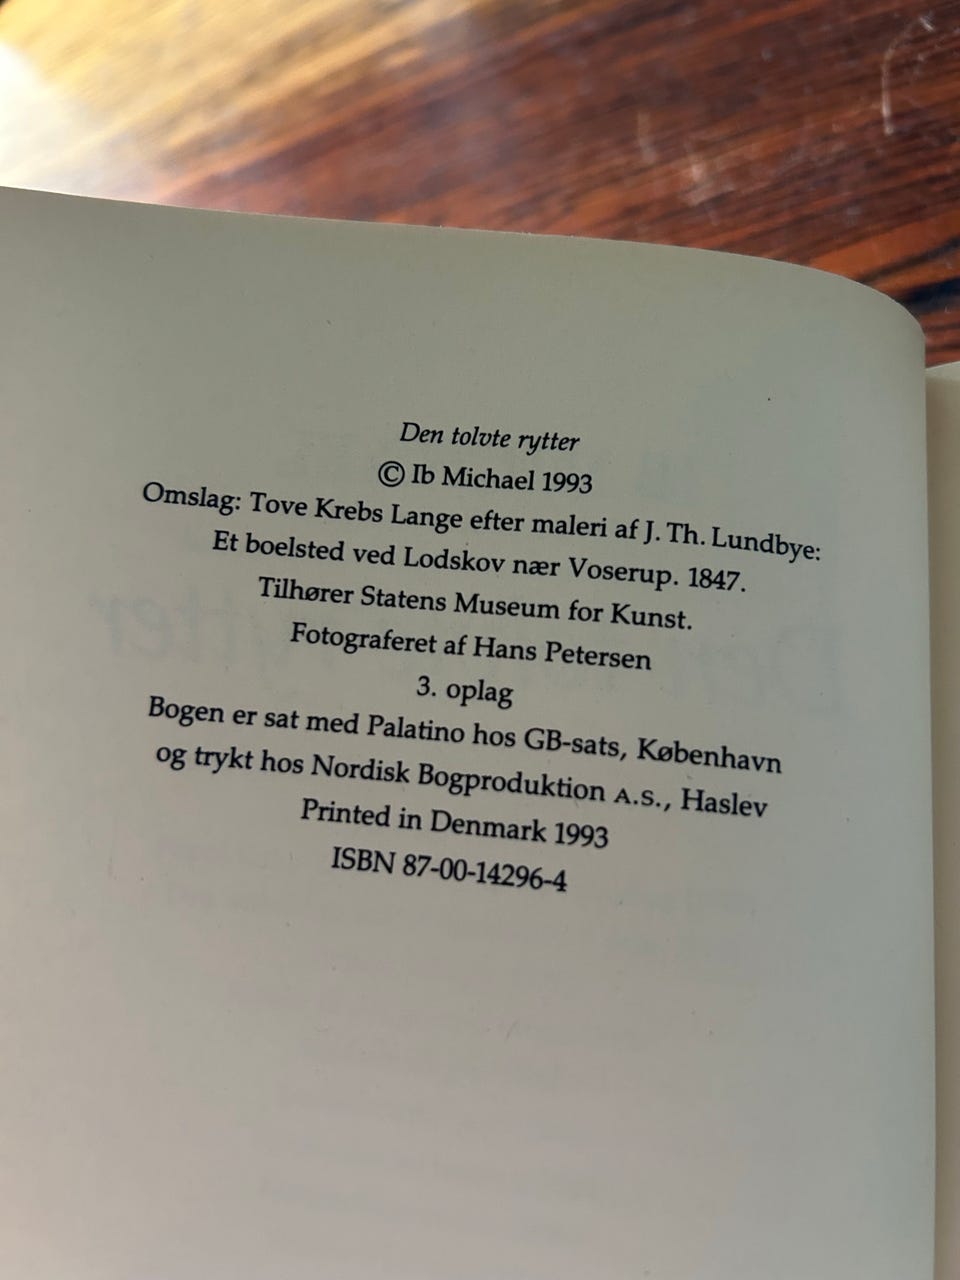 Den tolvte rytter
© Ib Michael 1993
Omslag: Tove Krebs Lange efter maleri af J. Th. Lundbye:
Et boelsted ved Lodskov nær Voserup. 1847.
Tilhører Statens Museum for Kunst.
Fotograferet af Hans Petersen
3. oplag
Bogen er sat med Palatino hos GB-sats, København
og trykt hos Nordisk Bogproduktion A.S., Haslev
Printed in Denmark 1993
ISBN 87-00-14296-4